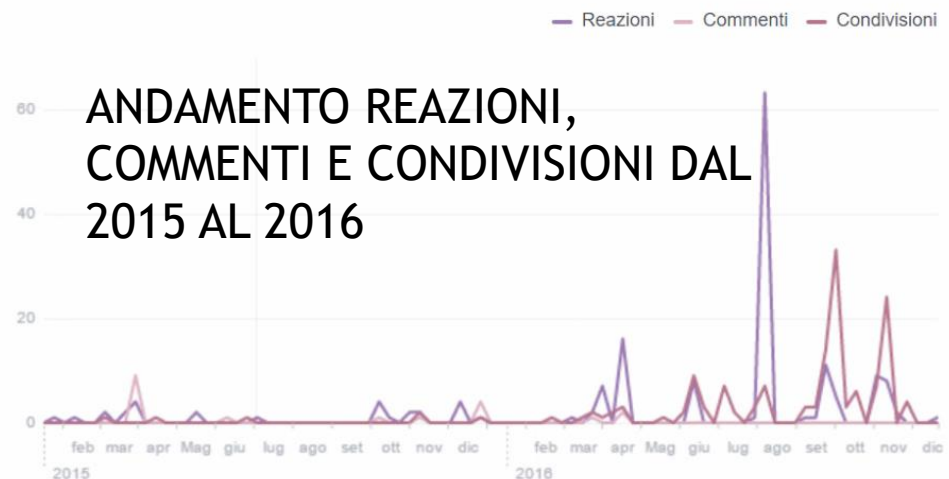 Reazioni Commenti Condivisioni
ANDAMENTO REAZIONI,
COMMENTI E CONDIVISIONI DAL
2015 AL 2016
60
40
20
0
feb mar apr Mag giu lug ago set ott nov dic feb mar apr Mag giu lug ago set ott nov dic
2015 2016